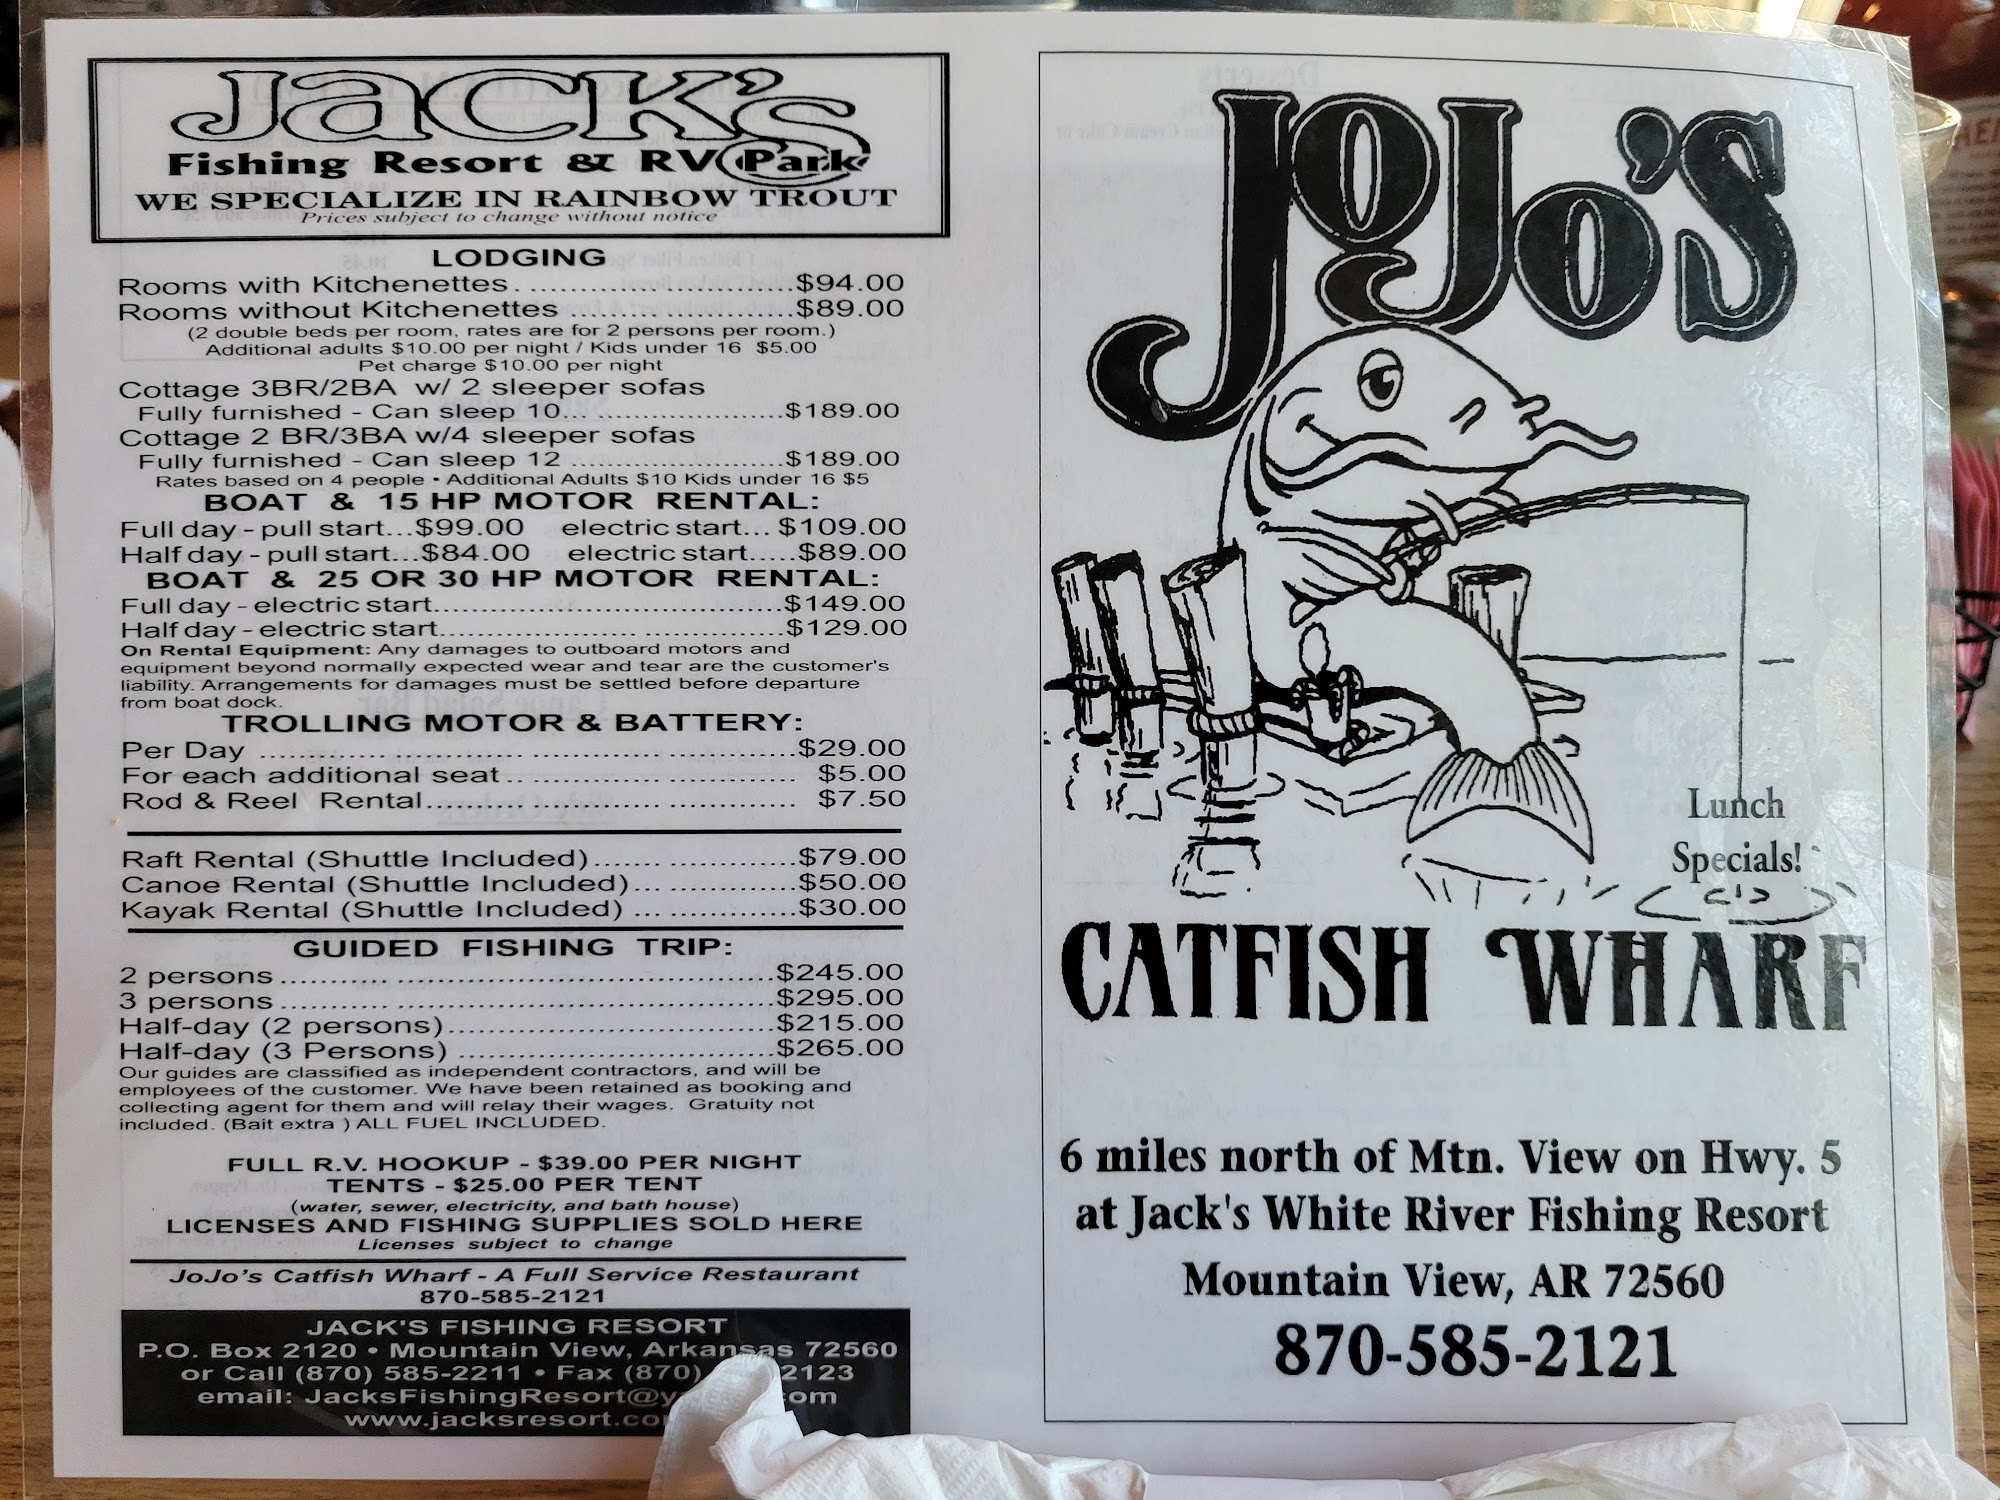 Jack's
Fishing Resort & RV Park
WE SPECIALIZE IN RAINBOW TROUT
Prices subject to change without notice
LODGING
Rooms with Kitchenettes. ..............................$94.00
Rooms without Kitchenettes .........................$89.00
(2 double beds per room, rates are for 2 persons per room.)
Additional adults $10.00 per night / Kids under 16 $5.00
Pet charge $10.00 per night
Cottage 3BR/2BA w/ 2 sleeper sofas
Fully furnished - Can sleep 10.........................$189.00
Cottage 2 BR/3BA w/4 sleeper sofas
Fully furnished - Can sleep 12 ........................$189.00
Rates based on 4 people • Additional Adults $10 Kids under 16 $5
BOAT & 15 HP MOTOR RENTAL:
Full day - pull start...$99.00 electric start... $109.00
Half day - pull start...$84.00 electric start.....$89.00
BOAT & 25 OR 30 HP MOTOR RENTAL:
Full day - electric start.......................................$149.00
Half day - electric start...................... ................$129.00
On Rental Equipment: Any damages to outboard motors and
equipment beyond normally expected wear and tear are the customer's
liability. Arrangements for damages must be settled before departure
from boat dock.
TROLLING MOTOR & BATTERY:
Per Day ............... ............... ................................$29.00
For each additional seat .. .................. .............. $5.00
Rod & Reel Rental........... ............... .............. $7.50
Raft Rental (Shuttle Included)....... ...............$79.00
Canoe Rental (Shuttle Included)... ...............$50.00
Kayak Rental (Shuttle Included) ... ...............$30.00
GUIDED FISHING TRIP:
2 persons ............ ............................................$245.00
3 persons .........................................................$295.00
Half-day (2 persons).....................................$215.00
Half-day (3 Persons) ....................................$265.00
Our guides are classified as independent contractors, and will be
employees of the customer. We have been retained as booking and
collecting agent for them and will relay their wages. Gratuity not
included. (Bait extra ) ALL FUEL INCLUDED.
FULL R.V. HOOKUP - $39.00 PER NIGHT
TENTS - $25.00 PER TENT
(water, sewer, electricity, and bath house)
LICENSES AND FISHING SUPPLIES SOLD HERE
Licenses subject to change
JoJo's Catfish Wharf - A Full Service Restaurant
870-585-2121
JACK'S FISHING RESORT
P.O. Box 2120 • Mountain View, Arkansas 72560
or Call (870) 585-2211 • Fax (870) 2123
email: JacksFishingResort@
www.jacksresort.
JoJo's
Lunch
Specials!
CATFISH WHARF
6 miles north of Mtn. View on Hwy. 5
at Jack's White River Fishing Resort
Mountain View, AR 72560
870-585-2121